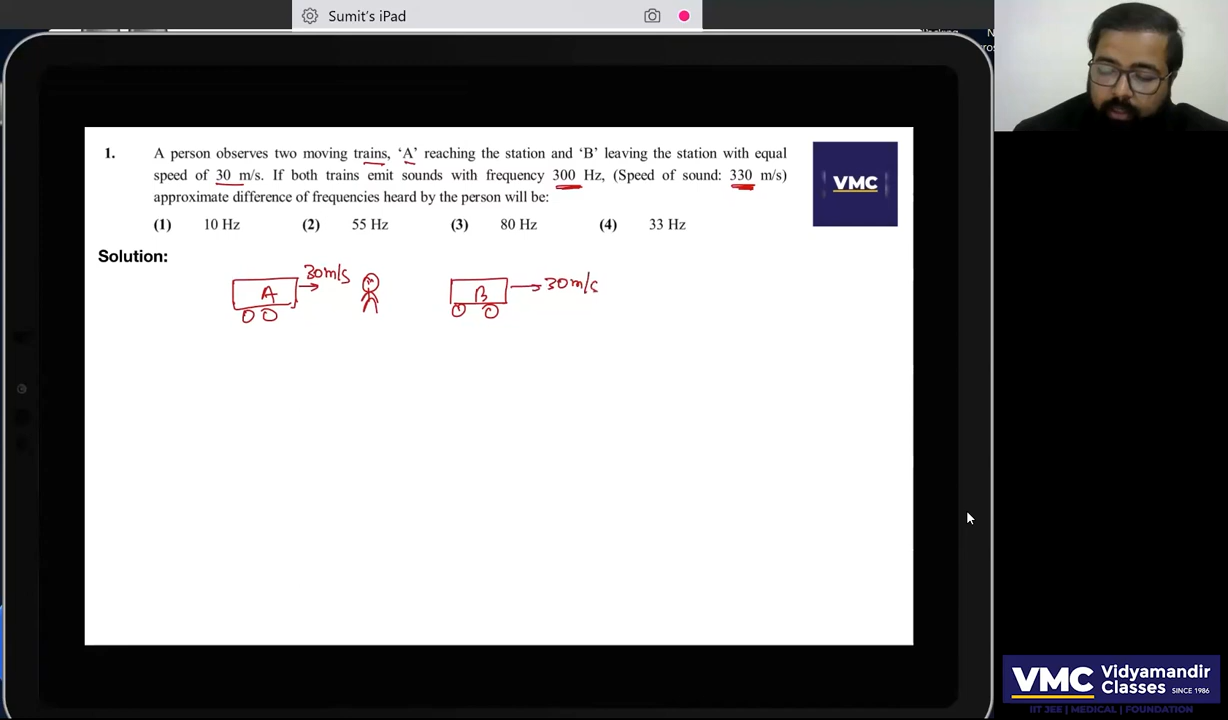 Sumit's iPad
1. A person observes two moving trains, 'A' reaching the station and 'B' leaving the station with equal
speed of 30 m/s. If both trains emit sounds with frequency 300 Hz, (Speed of sound: 330 m/s)
approximate difference of frequencies heard by the person will be:
(1) 10 Hz (2) 55 Hz (3) 80 Hz (4) 33 Hz
VMC
Solution:
30m/s
A
B
30m/s
VMC Vidyamandir
Classes SINCE 1986
IIT JEE | MEDICAL | FOUNDATION